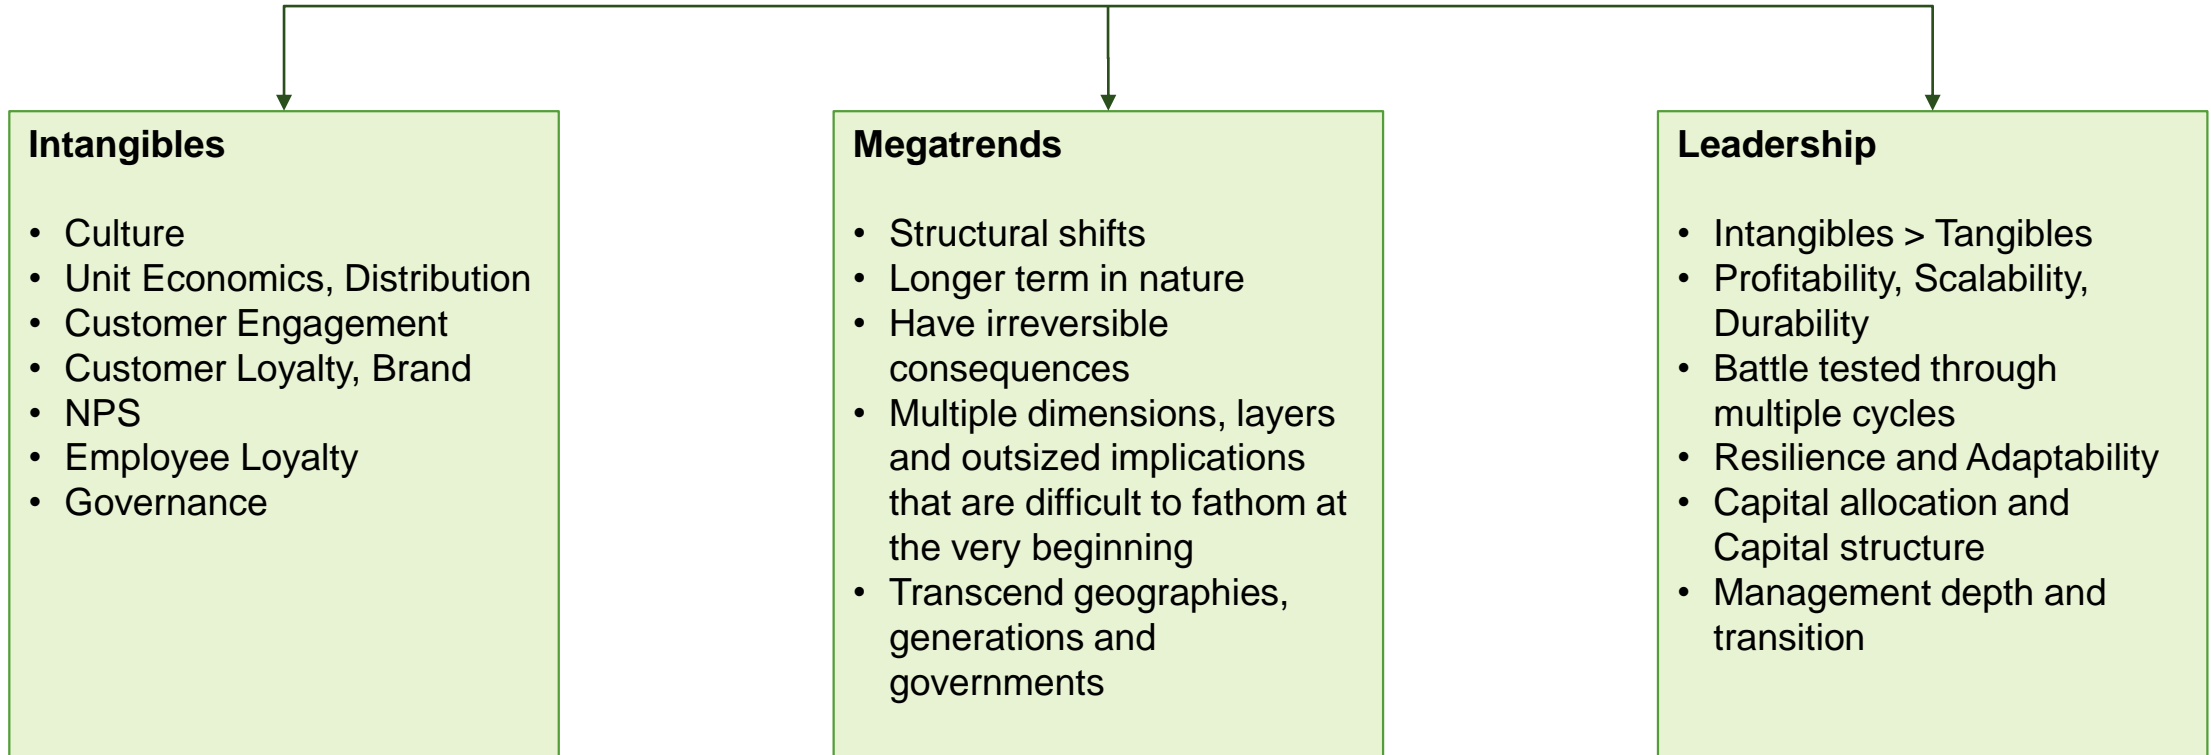 Intangibles
• Culture
• Unit Economics, Distribution
• Customer Engagement
• Customer Loyalty, Brand
• NPS
• Employee Loyalty
• Governance
Megatrends
• Structural shifts
• Longer term in nature
• Have irreversible
consequences
• Multiple dimensions, layers
and outsized implications
that are difficult to fathom at
the very beginning
• Transcend geographies,
generations and
governments
Leadership
• Intangibles > Tangibles
• Profitability, Scalability,
Durability
• Battle tested through
multiple cycles
• Resilience and Adaptability
• Capital allocation and
Capital structure
• Management depth and
transition